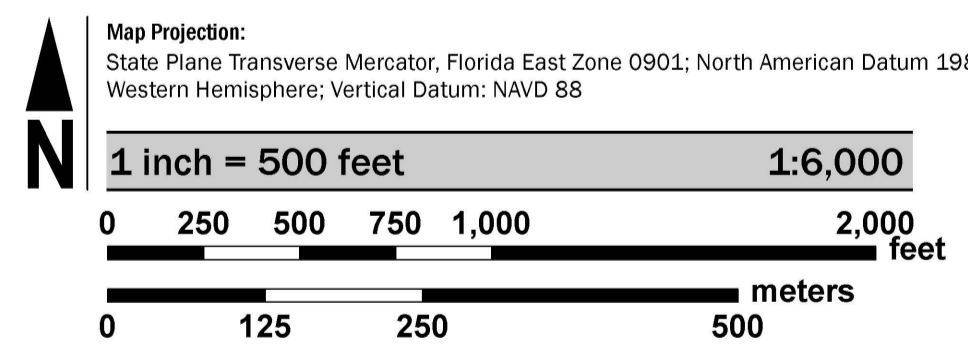 Map Projection:
State Plane Transverse Mercator, Florida East Zone 0901; North American Datum
Western Hemisphere; Vertical Datum: NAVD 88
N
1 inch = 500 feet 1:6,000
0 250 500 750 1,000 2,000
feet
meters
0 125 250 500